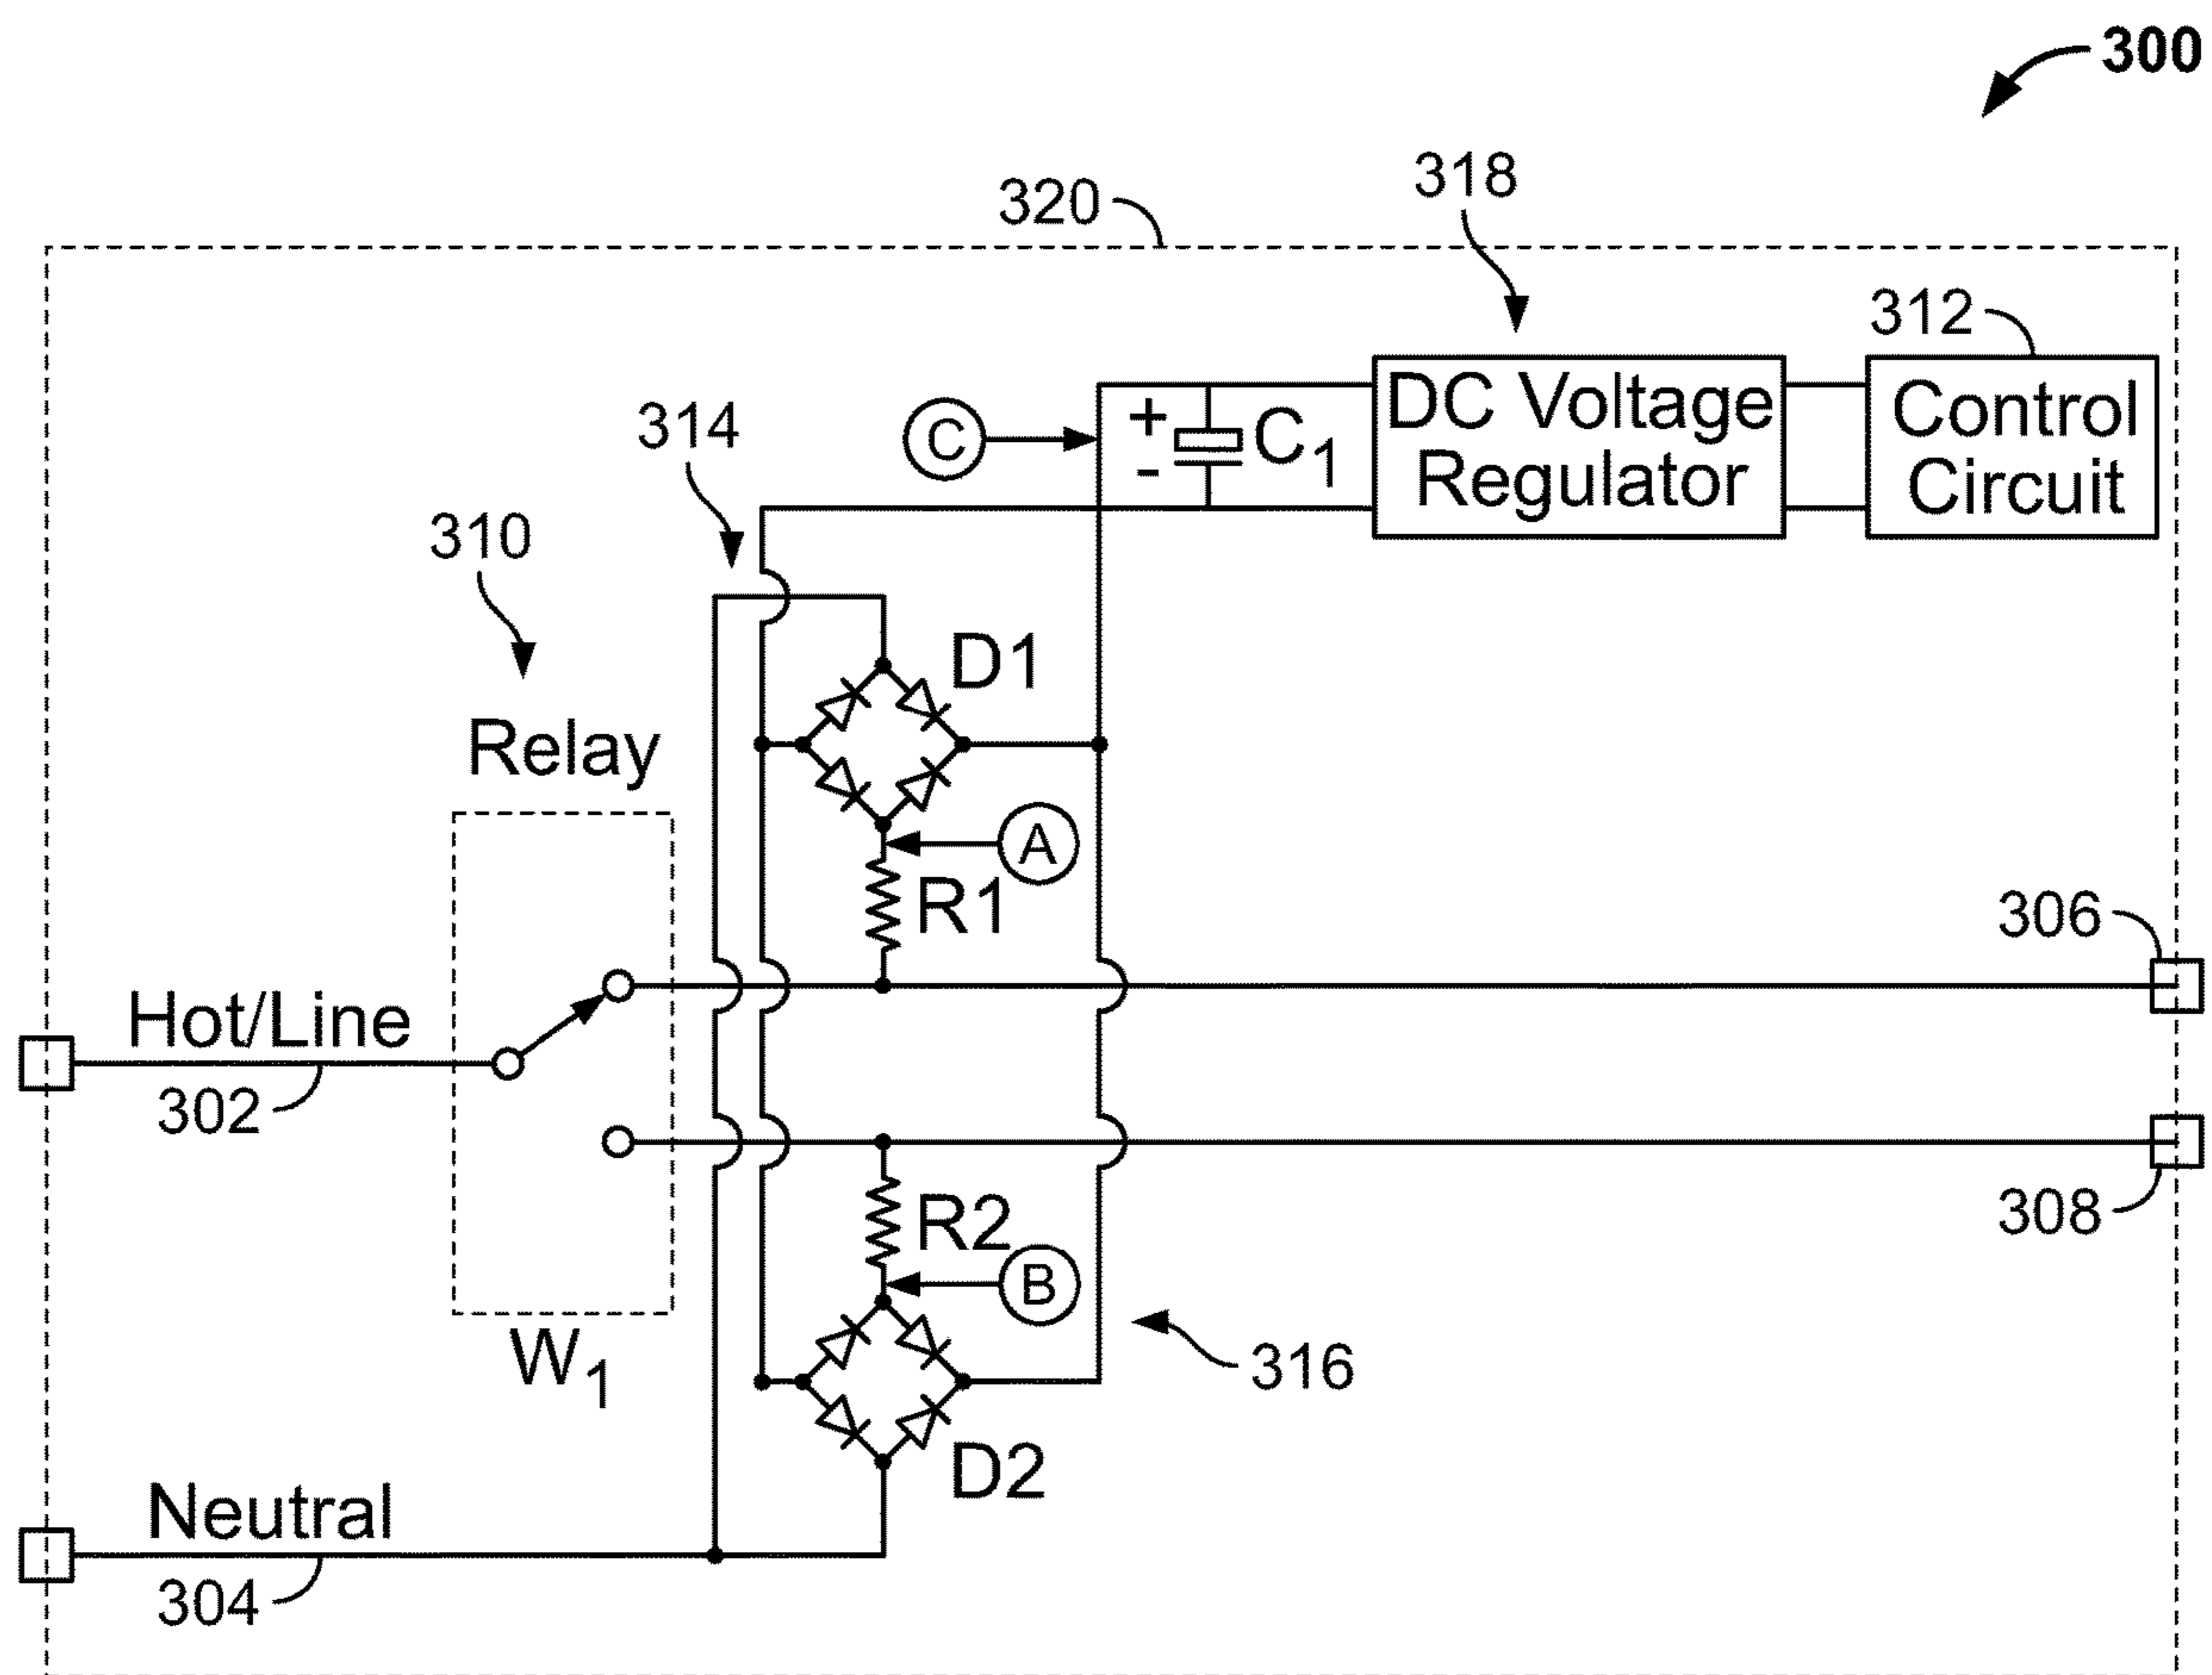 300
320
318
312
314
C
+
-
C1
DC Voltage
Regulator
Control
Circuit
310
D1
Relay
A
R1
306
Hot/Line
302
308
R2
B
W1
316
D2
Neutral
304